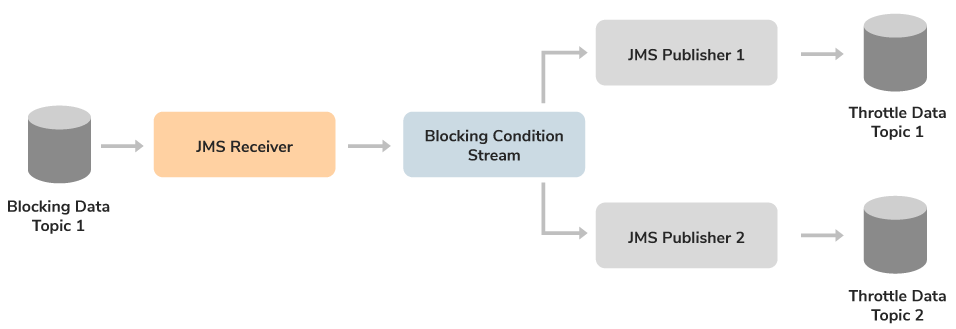 Blocking Data
Topic 1
JMS Receiver
Blocking Condition
Stream
JMS Publisher 1
Throttle Data
Topic 1
JMS Publisher 2
Throttle Data
Topic 2